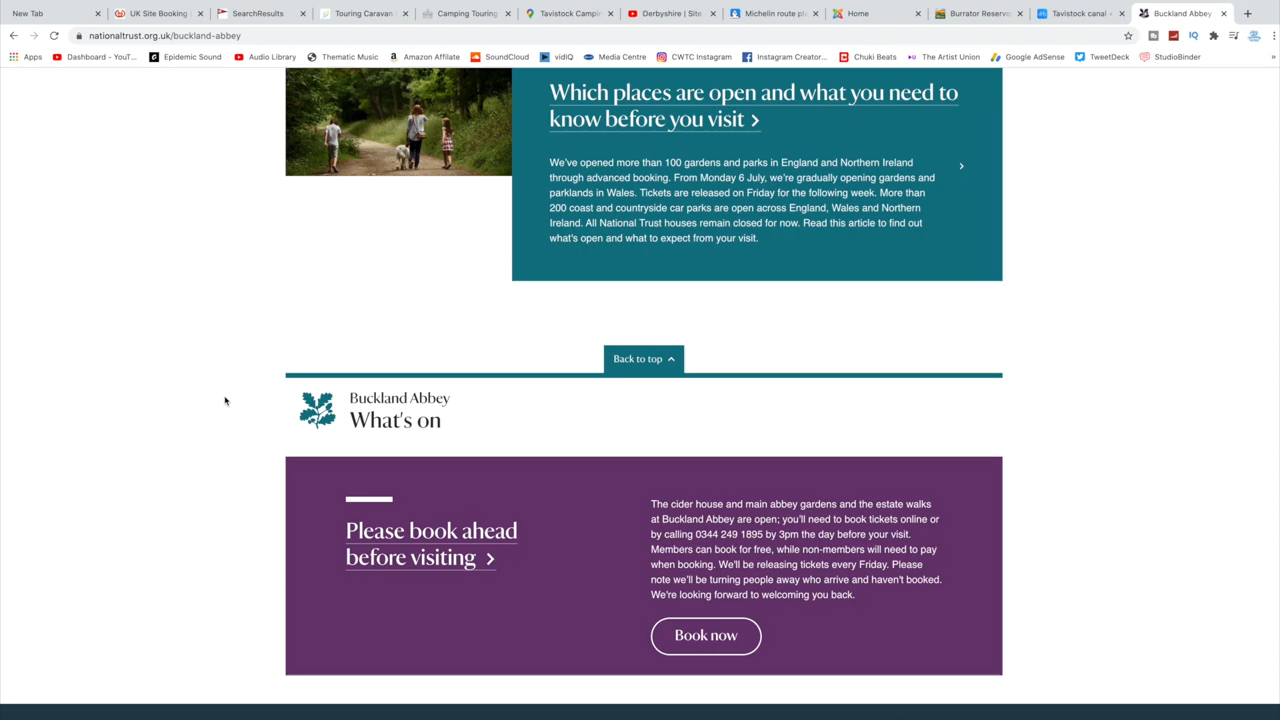 New Tab
UK Site Booking
SearchResults
Touring Caravan
Camping Touring
Tavistock Campi
Derbyshire | Site
Michelin route pl
Home
Burrator Reservo
Tavistock canal -
Buckland Abbey
nationaltrust.org.uk/buckland-abbey
Apps
Dashboard - YouT...
Epidemic Sound
Audio Library
Thematic Music
Amazon Affilate
SoundCloud
vidIQ
Media Centre
CWTC Instagram
Instagram Creator...
Chuki Beats
The Artist Union
Google AdSense
TweetDeck
StudioBinder
Which places are open and what you need to
know before you visit >
We've opened more than 100 gardens and parks in England and Northern Ireland
through advanced booking. From Monday 6 July, we're gradually opening gardens and
parklands in Wales. Tickets are released on Friday for the following week. More than
200 coast and countryside car parks are open across England, Wales and Northern
Ireland. All National Trust houses remain closed for now. Read this article to find out
what's open and what to expect from your visit.
Back to top
Buckland Abbey
What's on
Please book ahead
before visiting >
The cider house and main abbey gardens and the estate walks
at Buckland Abbey are open; you'll need to book tickets online or
by calling 0344 249 1895 by 3pm the day before your visit.
Members can book for free, while non-members will need to pay
when booking. We'll be releasing tickets every Friday. Please
note we'll be turning people away who arrive and haven't booked.
We're looking forward to welcoming you back.
Book now